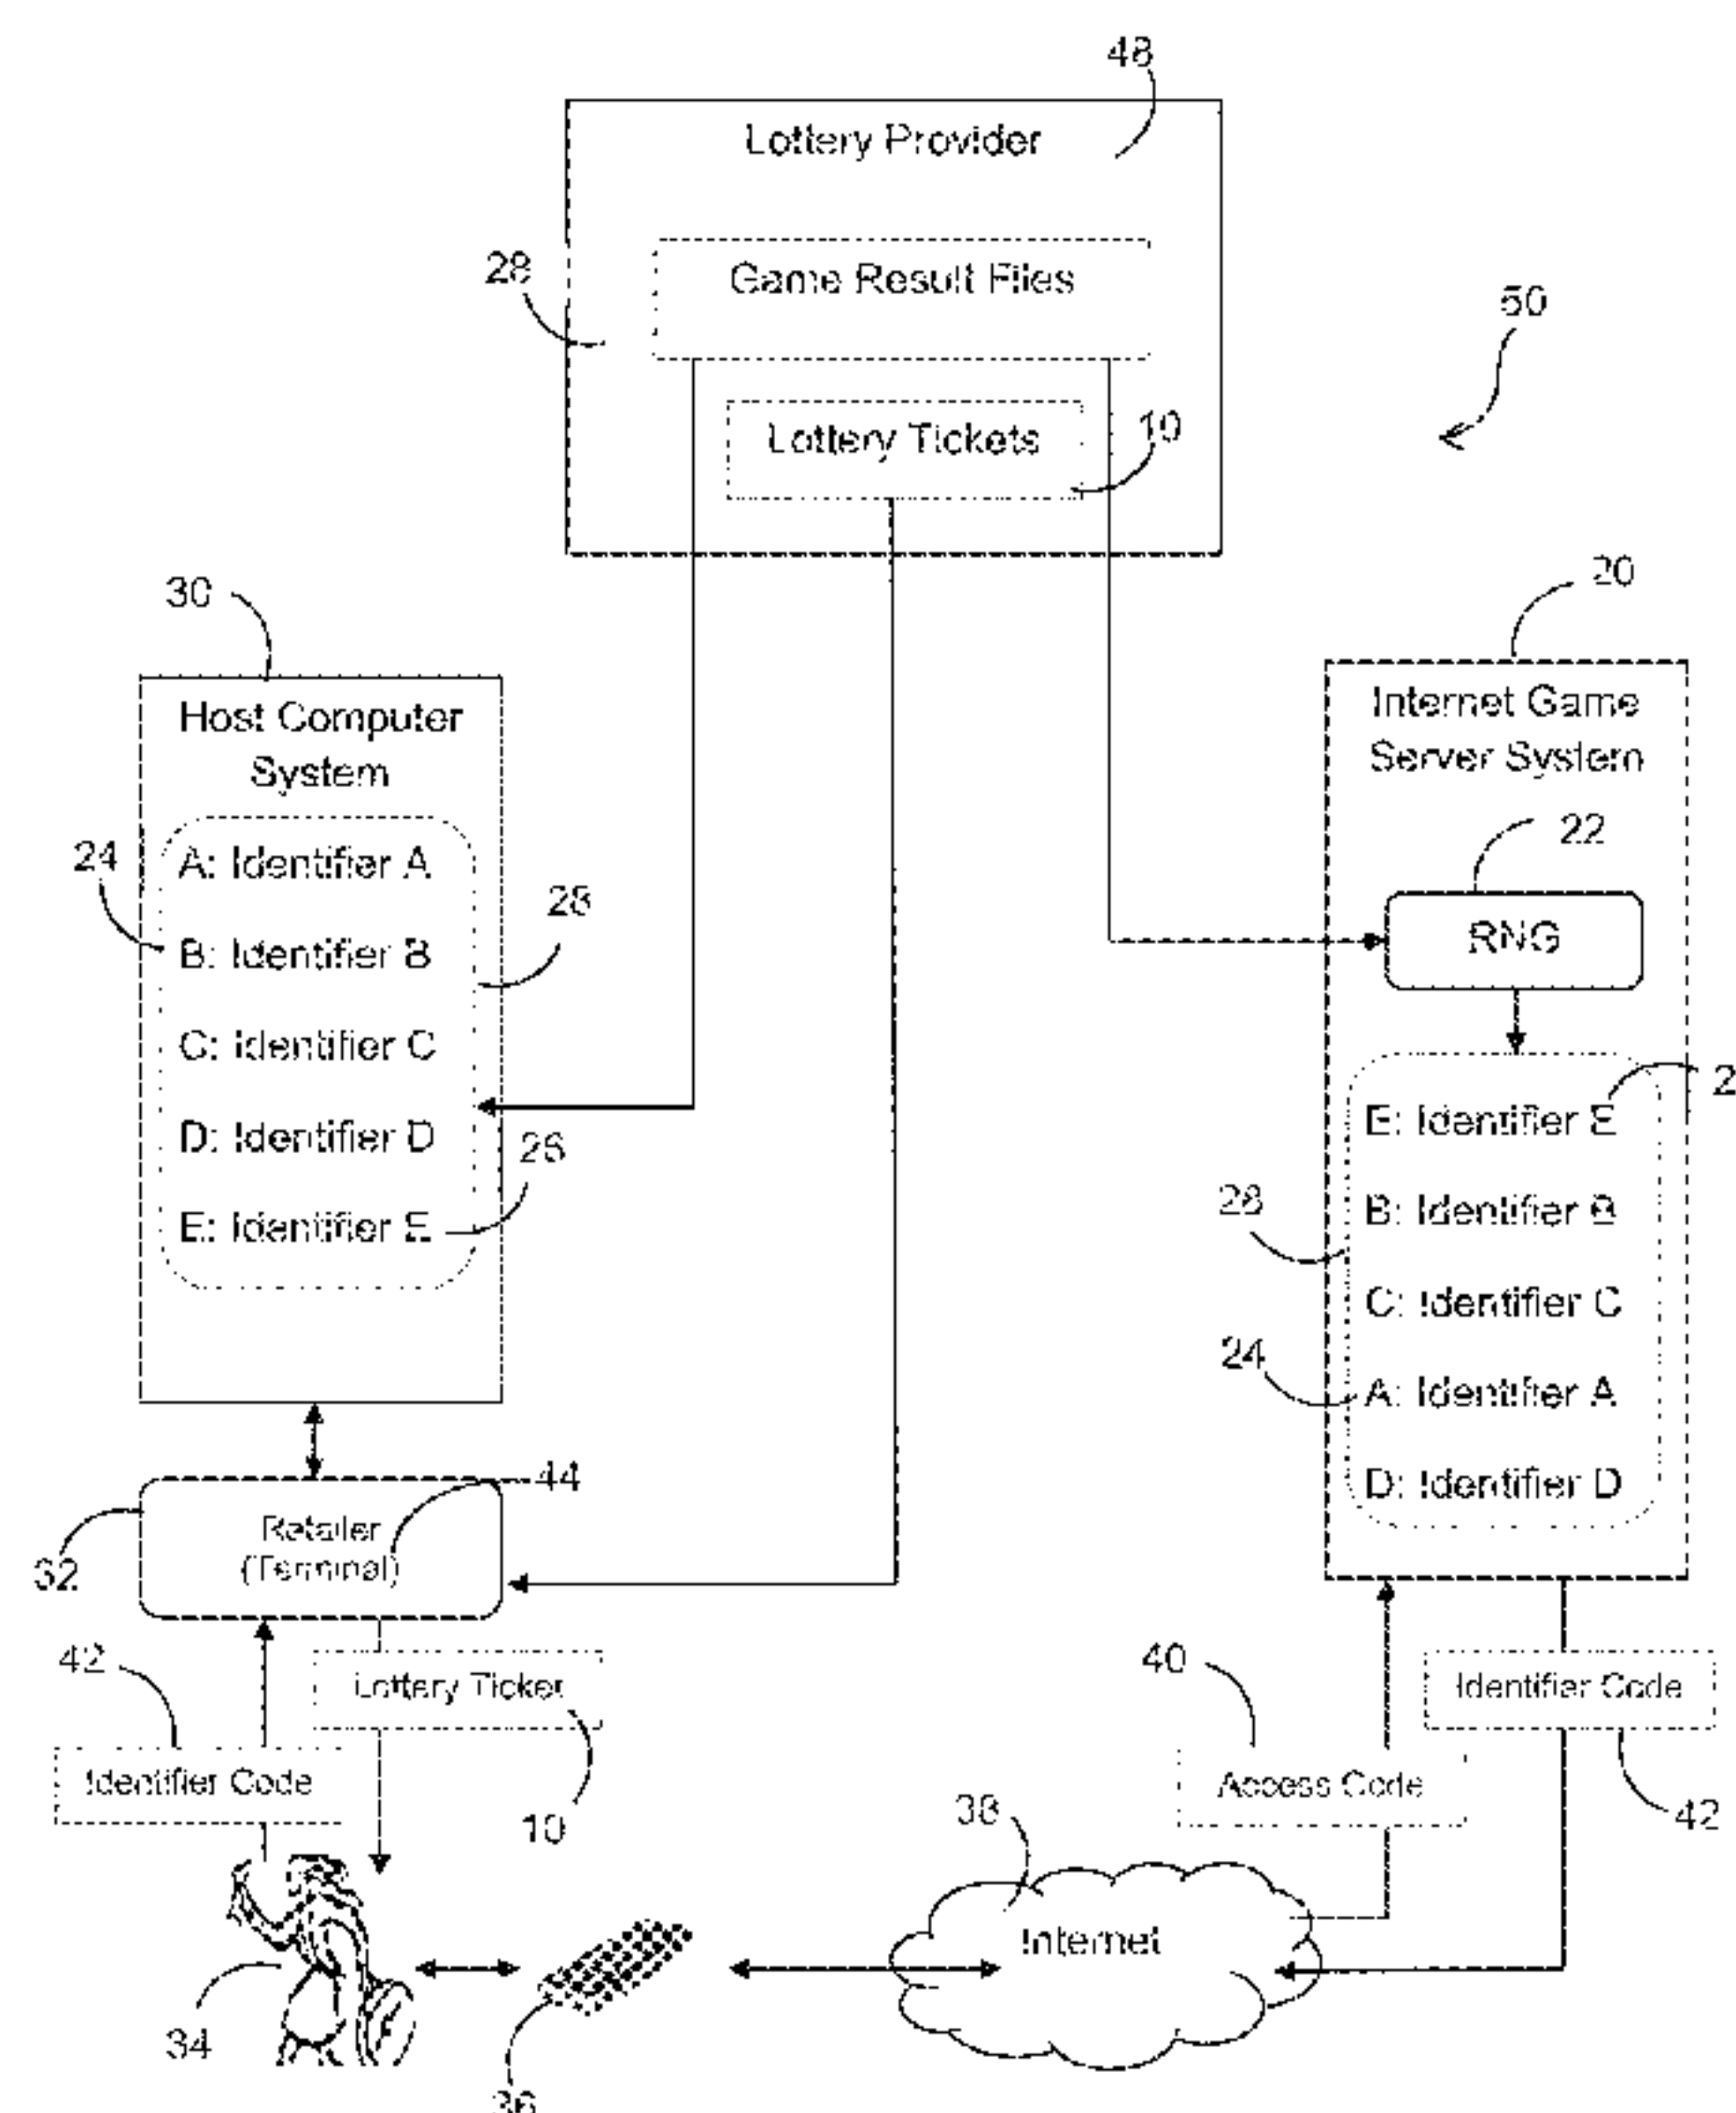 48
Lottery Provider
28
Game Result Files
50
Lottery Tickets
10
30
20
Host Computer
System
Internet Game
Server System
22
RNG
24
A: Identifier A
28
B: Identifier B
C: Identifier C
D: Identifier D
26
E: Identifier E
2
E: Identifier E
28
B: Identifier B
C: Identifier C
24
A: Identifier A
D: Identifier D
44
Retailer
(Terminal)
32
42
Lottery Ticket
Identifier Code
10
40
Identifier Code
Access Code
42
38
Internet
34
36